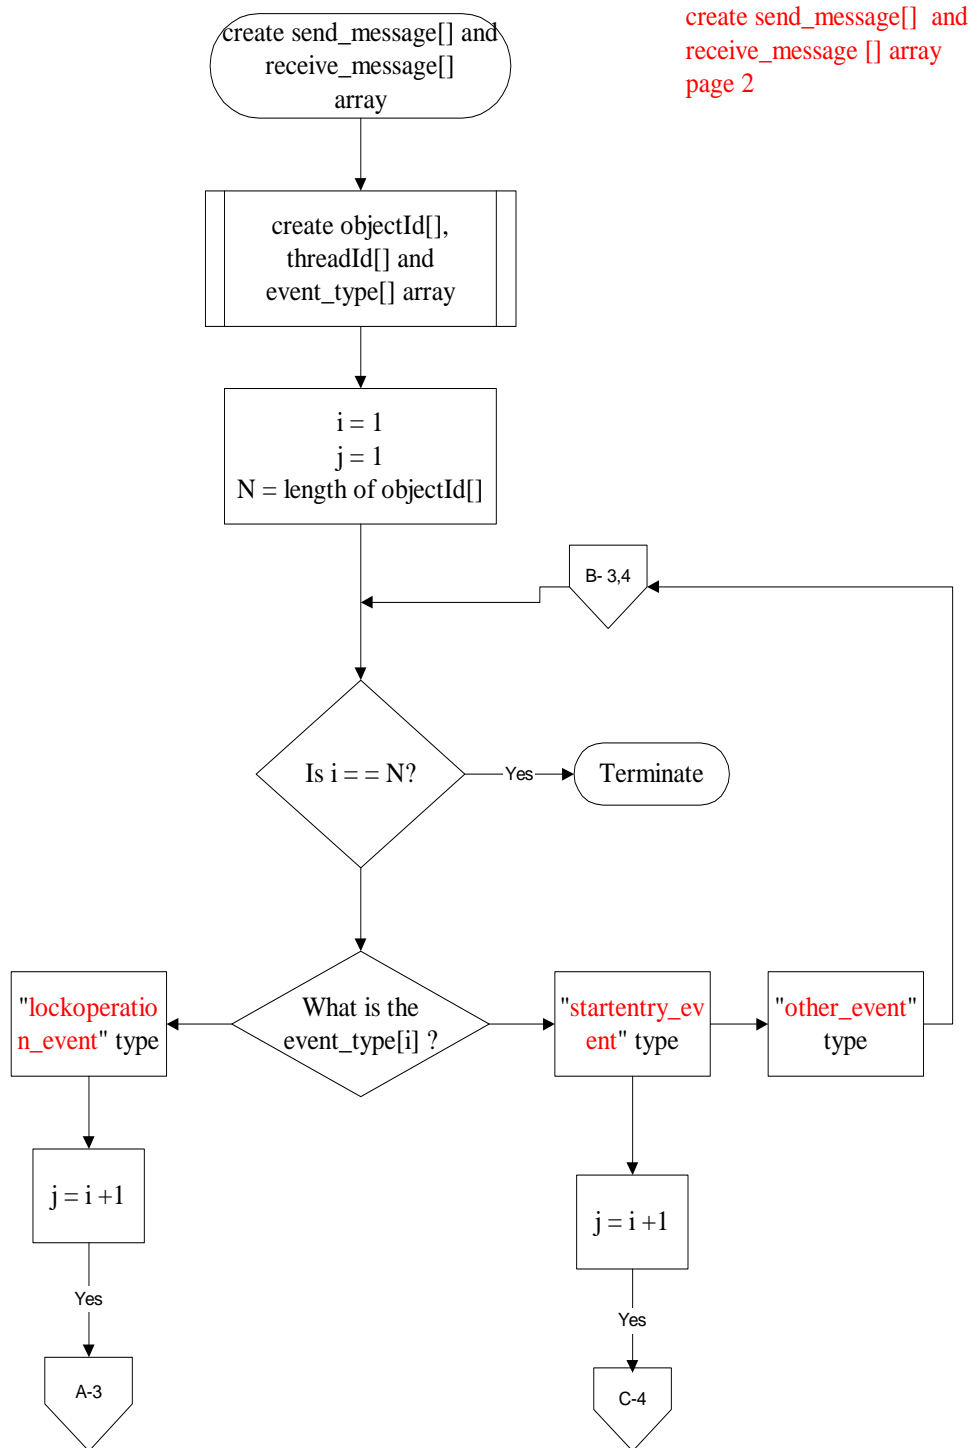 create send_message[] and
receive_message[]
array
create send_message[] and
receive_message [] array
page 2
create objectId[],
threadId[] and
event_type[] array
i = 1
j = 1
N = length of objectId[]
B- 3,4
Is i = = N?
Yes
Terminate
"lockoperatio
n_event" type
What is the
event_type[i] ?
"startentry_ev
ent" type
"other_event"
type
j = i +1
j = i +1
Yes
Yes
A-3
C-4